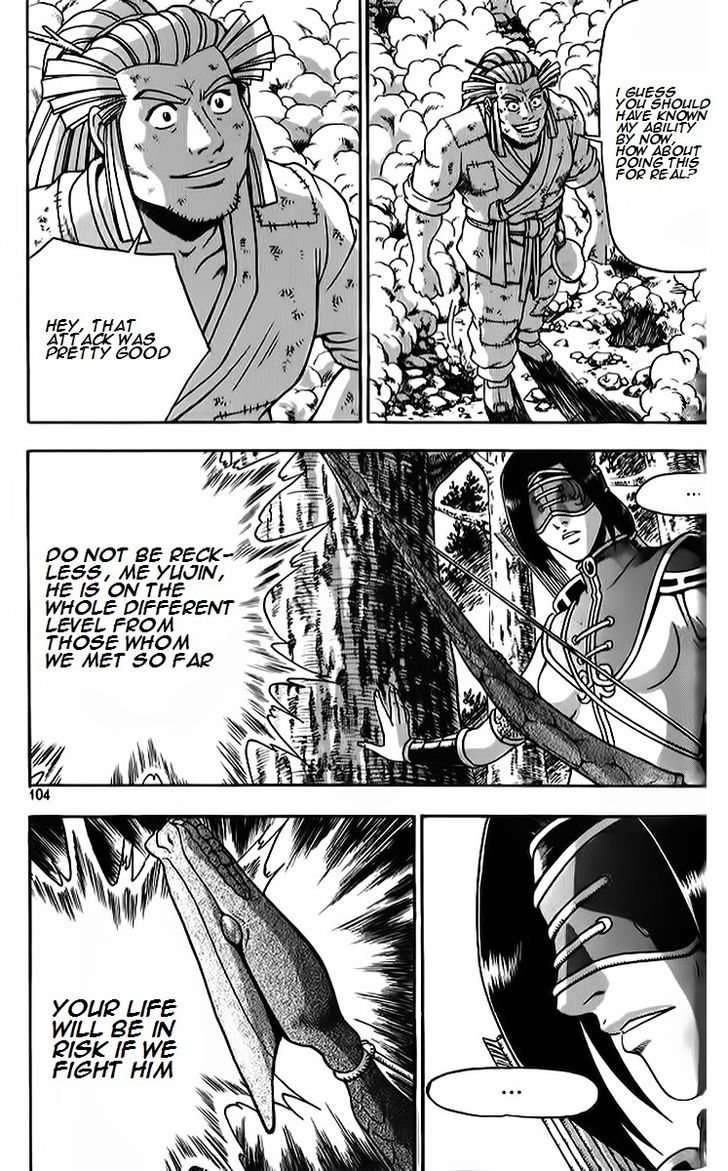 HEY, THAT
ATTACK WAS
PRETTY GOOD
I GUESS
YOU SHOULD
HAVE KNOWN
MY ABILITY
BY NOW,
HOW ABOUT
DOING THIS
FOR REAL?
DO NOT BE RECK-
LESS, ME YUJIN,
HE IS ON THE
WHOLE DIFFERENT
LEVEL FROM
THOSE WHOM
WE MET SO FAR
...
104
YOUR LIFE
WILL BE IN
RISK IF WE
FIGHT HIM
...